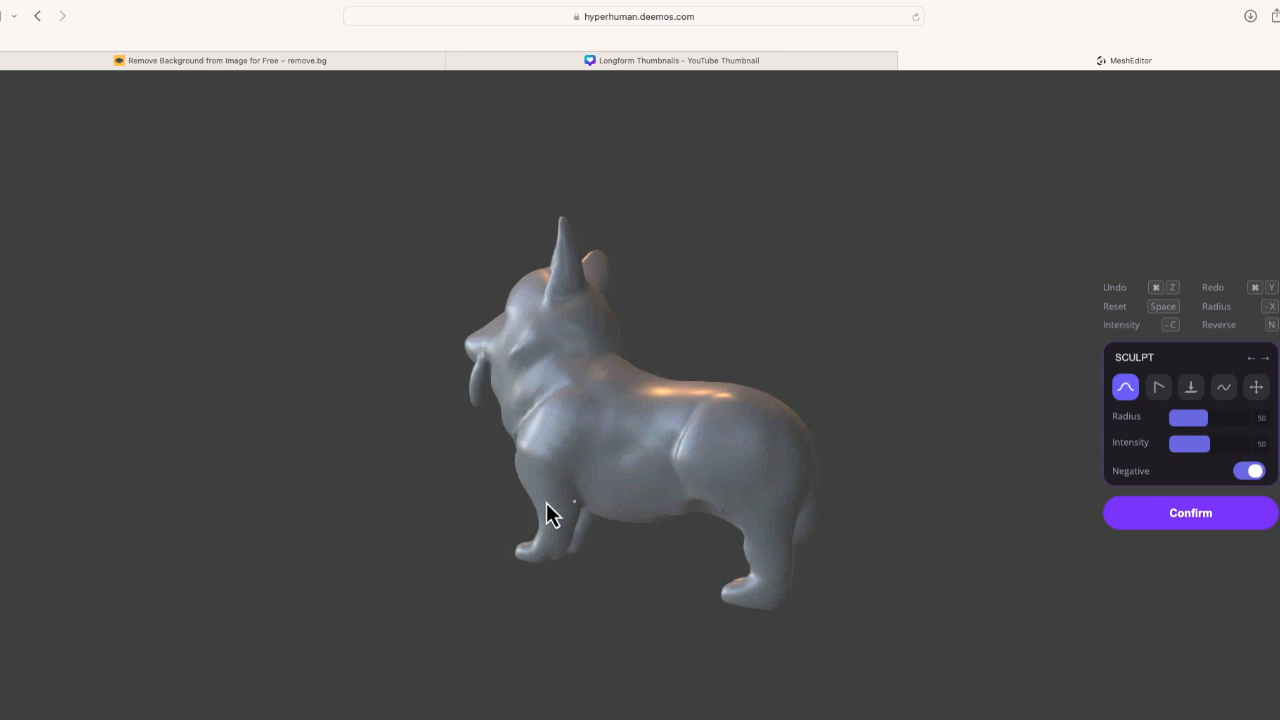 hyperhuman.deemos.com
Remove Background from Image for Free – remove.bg
Longform Thumbnails - YouTube Thumbnail
MeshEditor
Undo ⌘ Z Redo ⌘ Y
Reset Space Radius - X
Intensity - C Reverse N
SCULPT ← →
Radius 50
Intensity 50
Negative
Confirm